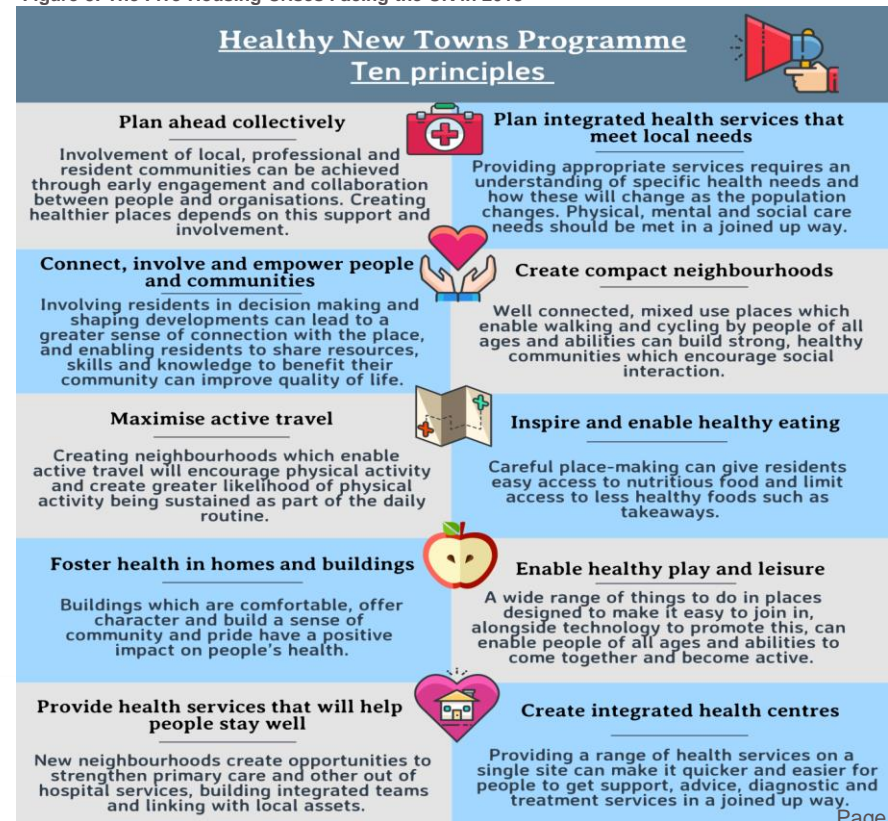 Figure The Five Housing Crises Facing the UK in
Healthy New Towns Programme
Ten principles
Plan ahead collectively
Involvement of local, professional and
resident communities can be achieved
through early engagement and collaboration
between people and organisations. Creating
healthier places depends on this support and
involvement.
Plan integrated health services that
meet local needs
Providing appropriate services requires an
understanding of specific health needs and
how these will change as the population
changes. Physical, mental and social care
needs should be met in a joined up way.
Connect, involve and empower people
and communities
Involving residents in decision making and
shaping developments can lead to a
greater sense of connection with the place,
and enabling residents to share resources,
skills and knowledge to benefit their
community can improve quality of life.
Create compact neighbourhoods
Well connected, mixed use places which
enable walking and cycling by people of all
ages and abilities can build strong, healthy
communities which encourage social
interaction.
Maximise active travel
Creating neighbourhoods which enable
active travel will encourage physical activity
and create greater likelihood of physical
activity being sustained as part of the daily
routine.
Inspire and enable healthy eating
Careful place-making can give residents
easy access to nutritious food and limit
access to less healthy foods such as
takeaways.
Foster health in homes and buildings
Buildings which are comfortable, offer
character and build a sense of
community and pride have a positive
impact on people's health.
Enable healthy play and leisure
A wide range of things to do in places
designed to make it easy to join in,
alongside technology to promote this, can
enable people of all ages and abilities to
come together and become active.
Provide health services that will help
people stay well
New neighbourhoods create opportunities to
strengthen primary care and other out of
hospital services, building integrated teams
and linking with local assets.
Create integrated health centres
Providing a range of health services on a
single site can make it quicker and easier for
people to get support, advice, diagnostic and
treatment services in a joined up way.
Page